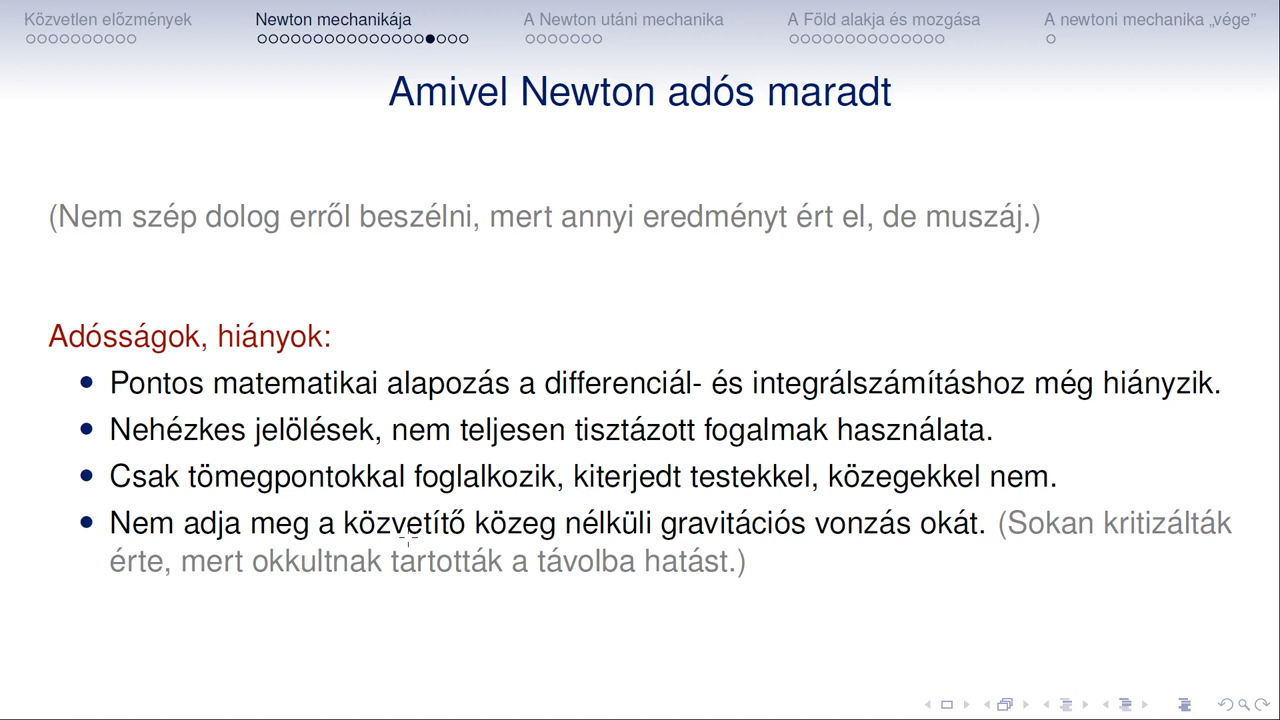 Közvetlen előzmények Newton mechanikája A Newton utáni mechanika A Föld alakja és mozgása A newtoni mechanika „vége”
Amivel Newton adós maradt
(Nem szép dolog erről beszélni, mert annyi eredményt ért el, de muszáj.)
Adósságok, hiányok:
Pontos matematikai alapozás a differenciál- és integrálszámításhoz még hiányzik.
Nehézkes jelölések, nem teljesen tisztázott fogalmak használata.
Csak tömegpontokkal foglalkozik, kiterjedt testekkel, közegekkel nem.
Nem adja meg a közvetítő közeg nélküli gravitációs vonzás okát. (Sokan kritizálták
érte, mert okkultnak tartották a távolba hatást.)